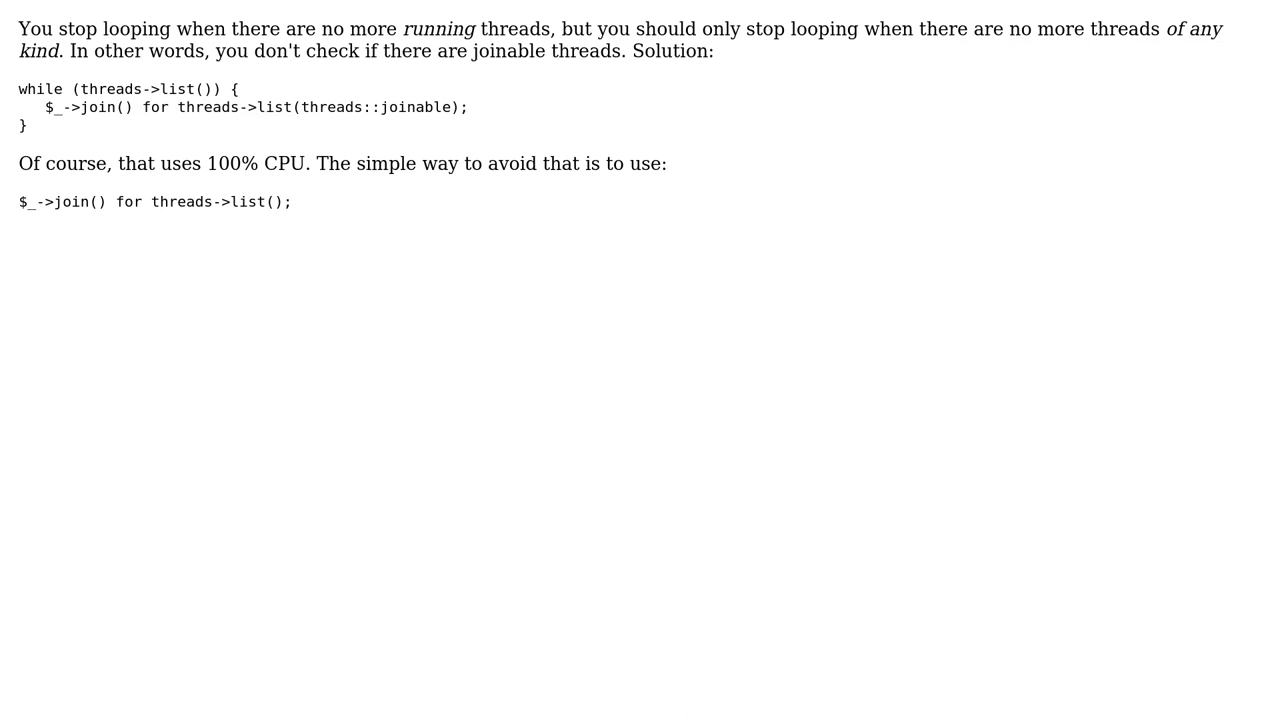 You stop looping when there are no more running threads, but you should only stop looping when there are no more threads of any
kind. In other words, you don't check if there are joinable threads. Solution:
while (threads->list()) {
   $_->join() for threads->list(threads::joinable);
}
Of course, that uses 100% CPU. The simple way to avoid that is to use:
$_->join() for threads->list();